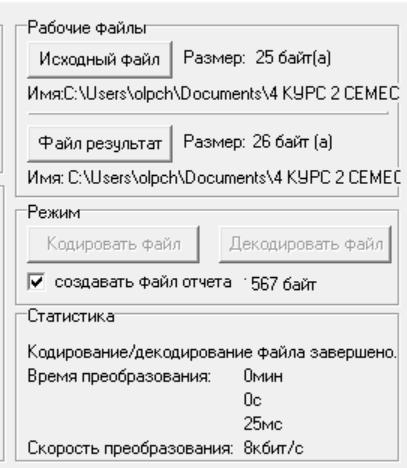 Рабочие файлы
Исходный файл Размер: 25 байт(а)
Имя:C:\Users\olpch\Documents\4 КУРС 2 СЕМЕС
Файл результат Размер: 26 байт (а)
Имя: C:\Users\olpch\Documents\4 КУРС 2 СЕМЕС
Режим
Кодировать файл Декодировать файл
создавать файл отчета 567 байт
Статистика
Кодирование/декодирование файла завершено.
Время преобразования: 0мин
0с
25мс
Скорость преобразования: 8кбит/с